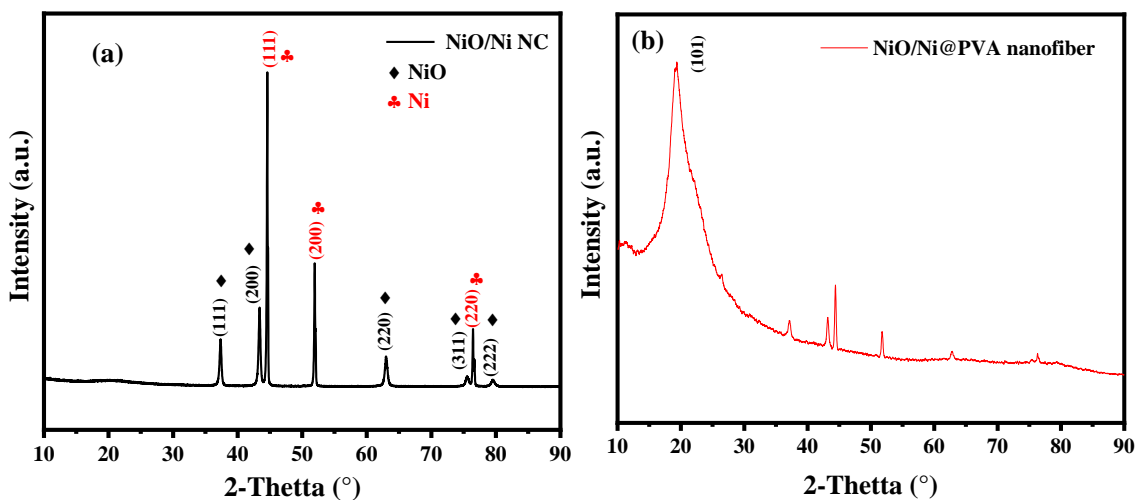 (a)
NiO/Ni NC
♦ NiO
♣ Ni
(111) ♣
(200) ♣
(220) ♣
♦ (111)
♦ (200)
♦ (220)
♦ (311)
♦ (222)
Intensity (a.u.)
10 20 30 40 50 60 70 80 90
2-Thetta (°)
(b)
NiO/Ni@PVA nanofiber
(101)
Intensity (a.u.)
10 20 30 40 50 60 70 80 90
2-Thetta (°)